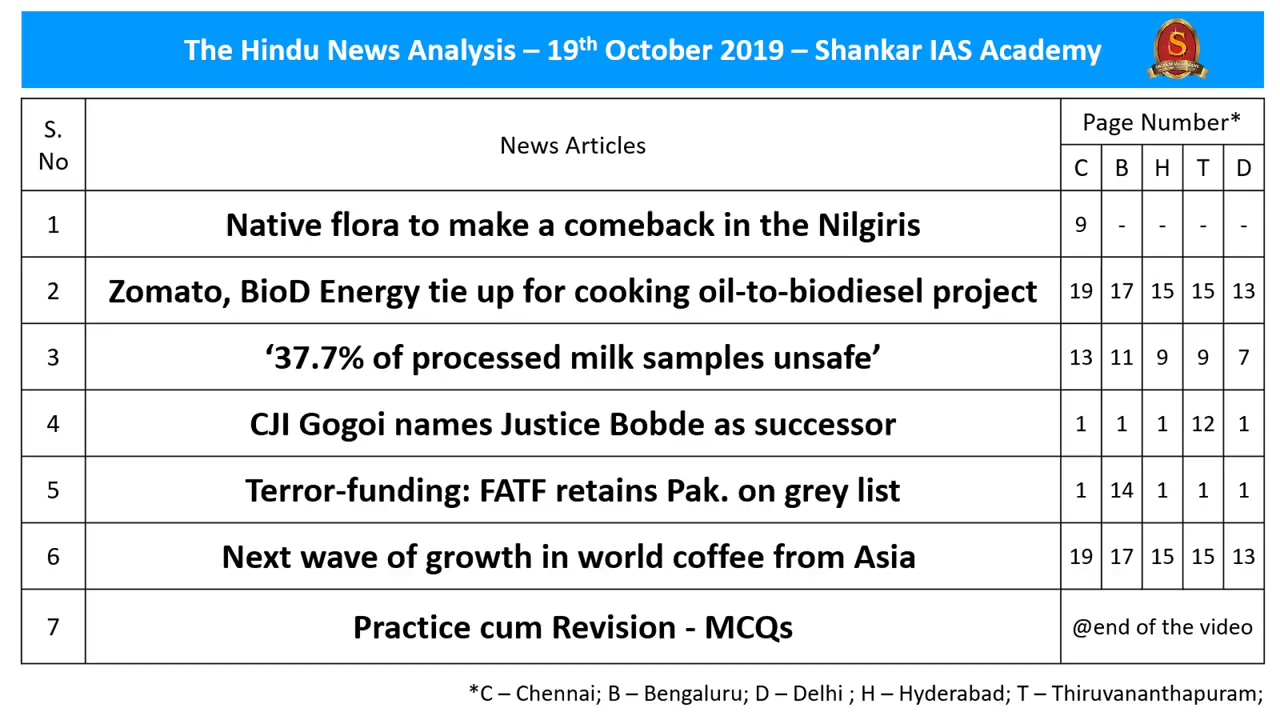 The Hindu News Analysis – 19th October 2019 – Shankar IAS Academy
S. No
News Articles
Page Number*
C B H T D
1 Native flora to make a comeback in the Nilgiris 9 - - - -
2 Zomato, BioD Energy tie up for cooking oil-to-biodiesel project 19 17 15 15 13
3 ‘37.7% of processed milk samples unsafe’ 13 11 9 9 7
4 CJI Gogoi names Justice Bobde as successor 1 1 1 12 1
5 Terror-funding: FATF retains Pak. on grey list 1 14 1 1 1
6 Next wave of growth in world coffee from Asia 19 17 15 15 13
7 Practice cum Revision - MCQs @end of the video
*C – Chennai; B – Bengaluru; D – Delhi ; H – Hyderabad; T – Thiruvananthapuram;